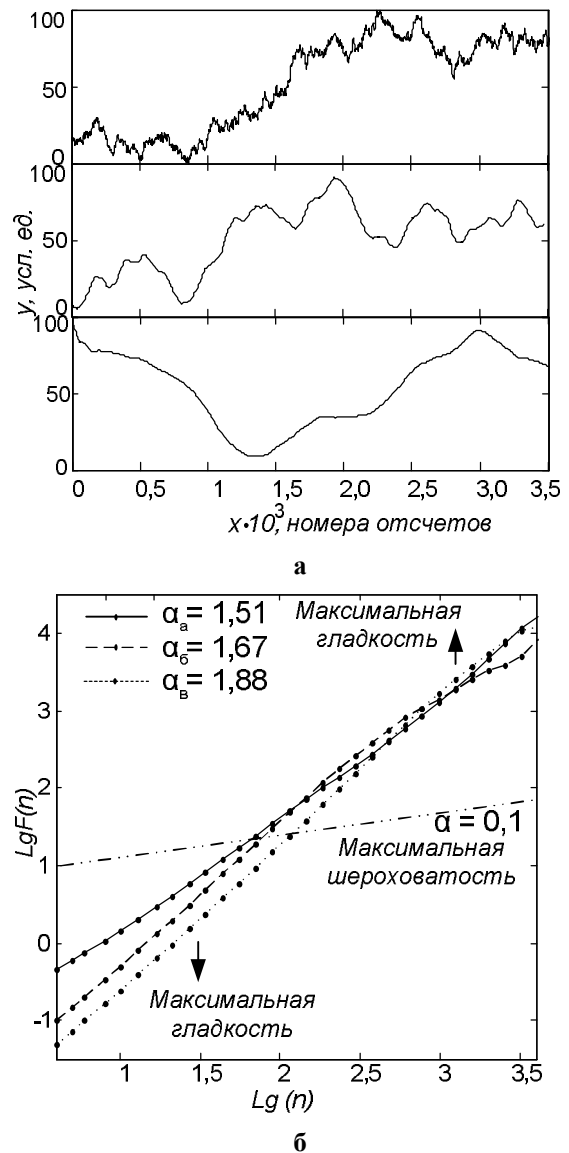 100
50
0
100
50
0
y, усл. ед.
100
50
0
0 0,5 1 1,5 2,0 2,5 3,0 3,5
x•10³, номера отсчетов
а
α_а = 1,51
α_б = 1,67
α_в = 1,88
Максимальная
гладкость
4
3
2
1
0
-1
LgF(n)
α = 0,1
Максимальная
шероховатость
Максимальная
гладкость
1 1,5 2 2,5 3 3,5
Lg (n)
б